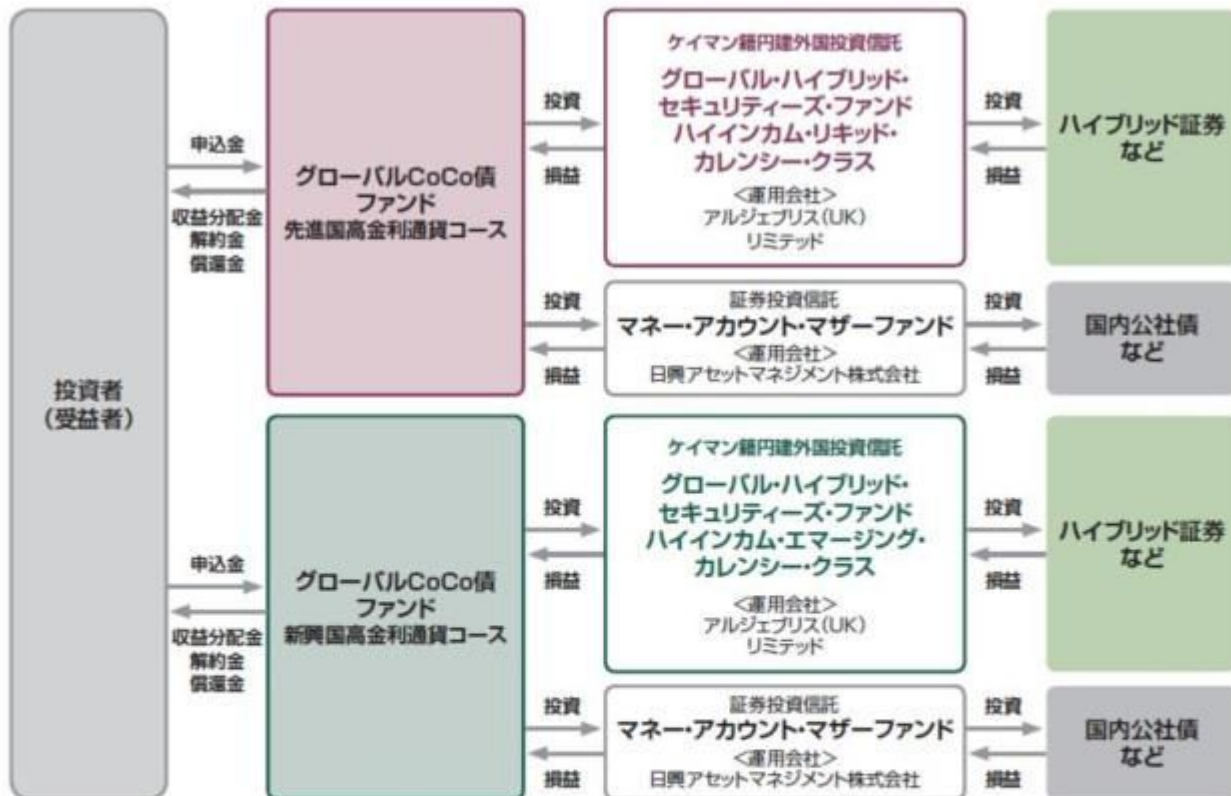 投資者
（受益者）
申込金
収益分配金
解約金
償還金
グローバルCoCo債
ファンド
先進国高金利通貨コース
投資
損益
ケイマン籍円建外国投資信託
グローバル・ハイブリッド・
セキュリティーズ・ファンド
ハイインカム・リキッド・
カレンシー・クラス
＜運用会社＞
アルジェブリス（UK）
リミテッド
投資
損益
ハイブリッド証券
など
投資
損益
証券投資信託
マネー・アカウント・マザーファンド
＜運用会社＞
日興アセットマネジメント株式会社
投資
損益
国内公社債
など
申込金
収益分配金
解約金
償還金
グローバルCoCo債
ファンド
新興国高金利通貨コース
投資
損益
ケイマン籍円建外国投資信託
グローバル・ハイブリッド・
セキュリティーズ・ファンド
ハイインカム・エマージング・
カレンシー・クラス
＜運用会社＞
アルジェブリス（UK）
リミテッド
投資
損益
ハイブリッド証券
など
投資
損益
証券投資信託
マネー・アカウント・マザーファンド
＜運用会社＞
日興アセットマネジメント株式会社
投資
損益
国内公社債
など